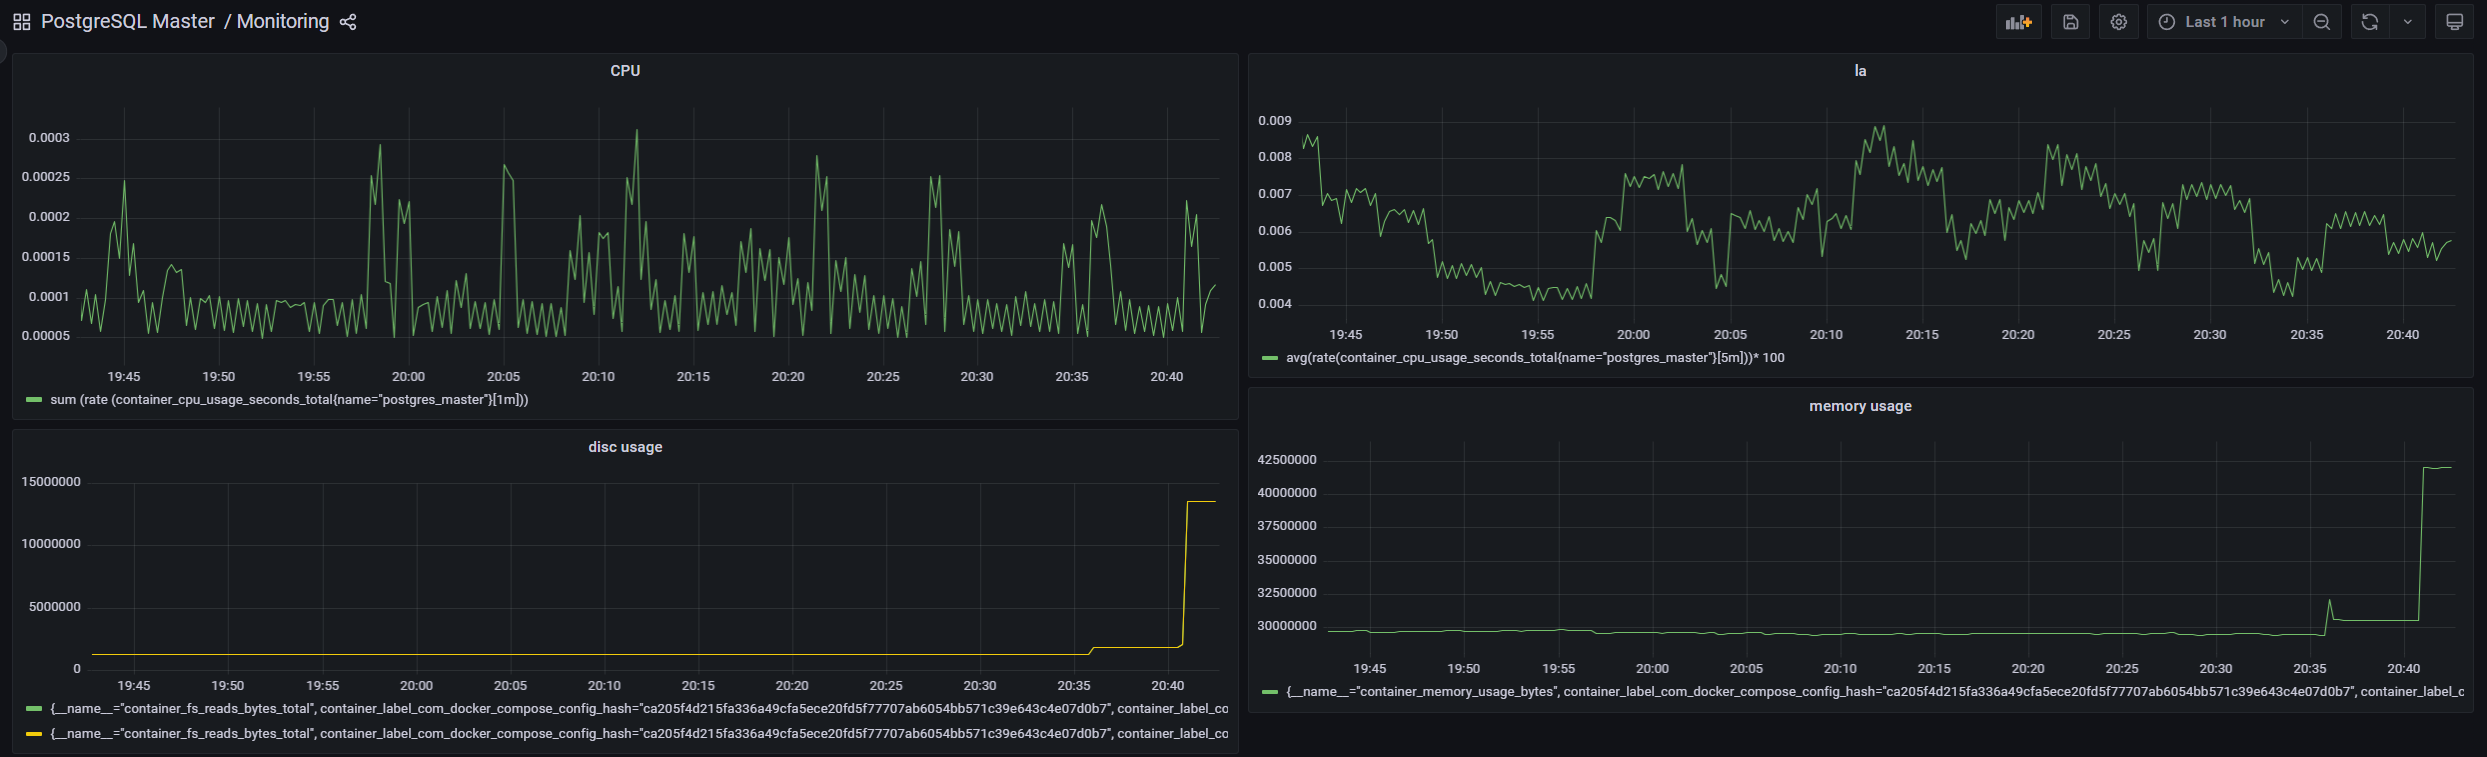 PostgreSQL Master / Monitoring
Last 1 hour
CPU
0.0003
0.00025
0.0002
0.00015
0.0001
0.00005
19:45 19:50 19:55 20:00 20:05 20:10 20:15 20:20 20:25 20:30 20:35 20:40
sum (rate (container_cpu_usage_seconds_total{name="postgres_master"}[1m]))
la
0.009
0.008
0.007
0.006
0.005
0.004
19:45 19:50 19:55 20:00 20:05 20:10 20:15 20:20 20:25 20:30 20:35 20:40
avg(rate(container_cpu_usage_seconds_total{name="postgres_master"}[5m]))* 100
disc usage
15000000
10000000
5000000
0
19:45 19:50 19:55 20:00 20:05 20:10 20:15 20:20 20:25 20:30 20:35 20:40
{__name__="container_fs_reads_bytes_total", container_label_com_docker_compose_config_hash="ca205f4d215fa336a49cfa5ece20fd5f77707ab6054bb571c39e643c4e07d0b7", container_label_co
{__name__="container_fs_reads_bytes_total", container_label_com_docker_compose_config_hash="ca205f4d215fa336a49cfa5ece20fd5f77707ab6054bb571c39e643c4e07d0b7", container_label_co
memory usage
42500000
40000000
37500000
35000000
32500000
30000000
19:45 19:50 19:55 20:00 20:05 20:10 20:15 20:20 20:25 20:30 20:35 20:40
{__name__="container_memory_usage_bytes", container_label_com_docker_compose_config_hash="ca205f4d215fa336a49cfa5ece20fd5f77707ab6054bb571c39e643c4e07d0b7", container_label_c